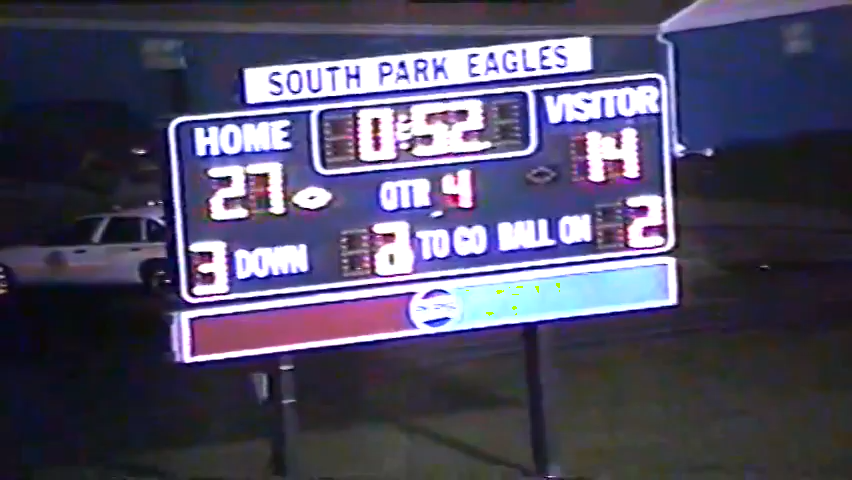 SOUTH PARK EAGLES
HOME 0:52 VISITOR
27 QTR 4 14
3 DOWN 2 TO GO BALL ON 2